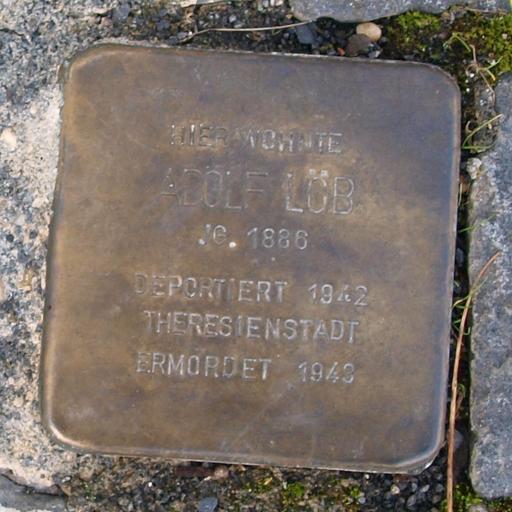 HIER WOHNTE
ADOLF LÖB
JG. 1886
DEPORTIERT 1942
THERESIENSTADT
ERMORDET 1943